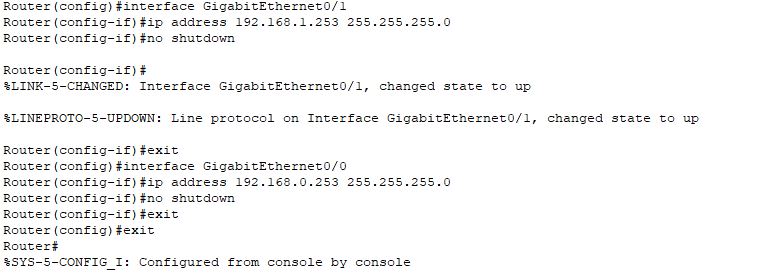 Router(config)#interface GigabitEthernet0/1
Router(config-if)#ip address 192.168.1.253 255.255.255.0
Router(config-if)#no shutdown
Router(config-if)#
%LINK-5-CHANGED: Interface GigabitEthernet0/1, changed state to up
%LINEPROTO-5-UPDOWN: Line protocol on Interface GigabitEthernet0/1, changed state to up
Router(config-if)#exit
Router(config)#interface GigabitEthernet0/0
Router(config-if)#ip address 192.168.0.253 255.255.255.0
Router(config-if)#no shutdown
Router(config-if)#exit
Router(config)#exit
Router#
%SYS-5-CONFIG_I: Configured from console by console